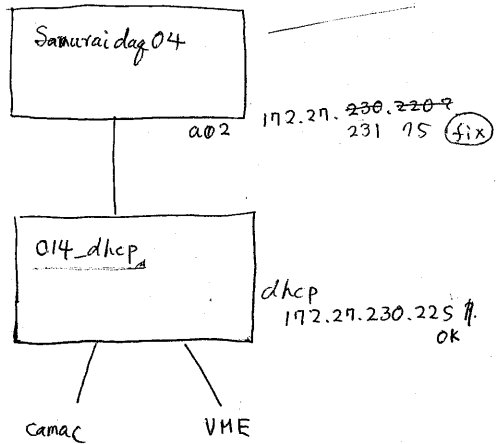 Samuraidaq04
a02
172.27.230.220?
231 75 fix
014_dhcp
dhcp
172.27.230.225
OK
camac
VME